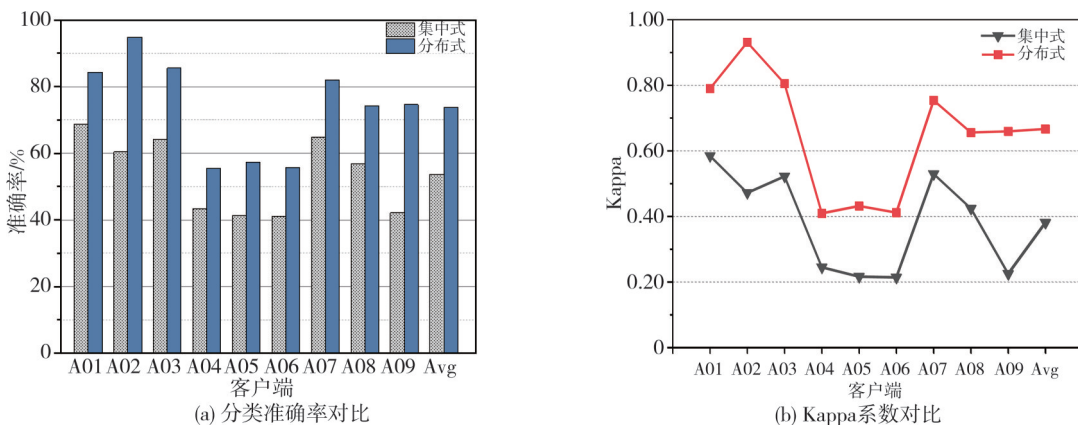 100
80
60
40
20
0
准确率/%
集中式
分布式
A01 A02 A03 A04 A05 A06 A07 A08 A09 Avg
客户端
(a) 分类准确率对比
1.00
0.80
0.60
0.40
0.20
0
Kappa
集中式
分布式
A01 A02 A03 A04 A05 A06 A07 A08 A09 Avg
客户端
(b) Kappa系数对比